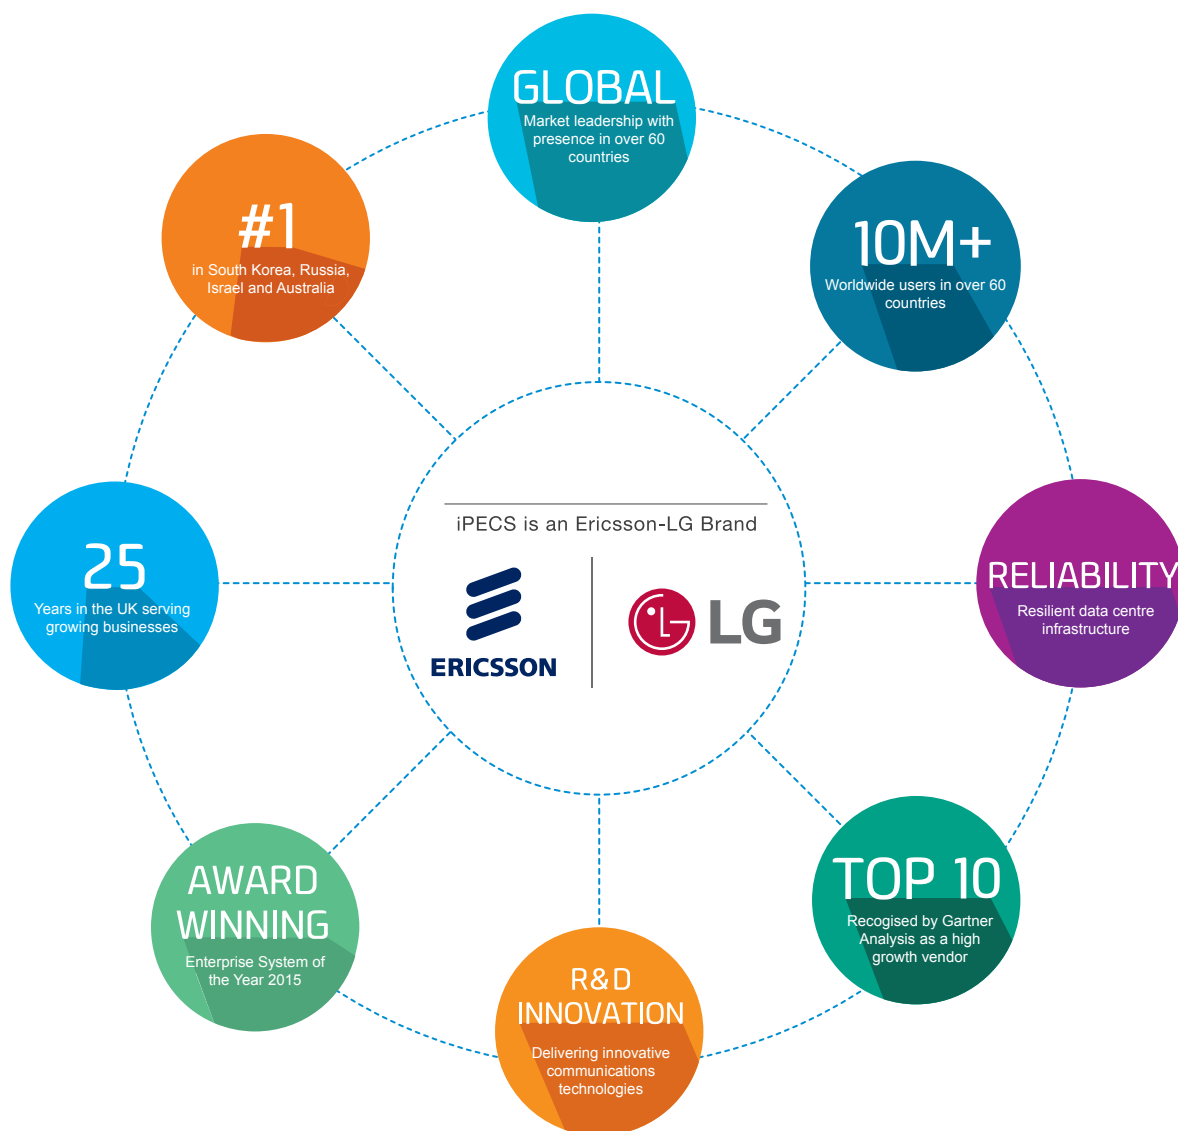 GLOBAL
Market leadership with
presence in over 60
countries
10M+
Worldwide users in over 60
countries
RELIABILITY
Resilient data centre
infrastructure
TOP 10
Recogised by Gartner
Analysis as a high
growth vendor
R&D
INNOVATION
Delivering innovative
communications
technologies
AWARD
WINNING
Enterprise System of
the Year 2015
25
Years in the UK serving
growing businesses
#1
in South Korea, Russia,
Israel and Australia
iPECS is an Ericsson-LG Brand
ERICSSON
LG